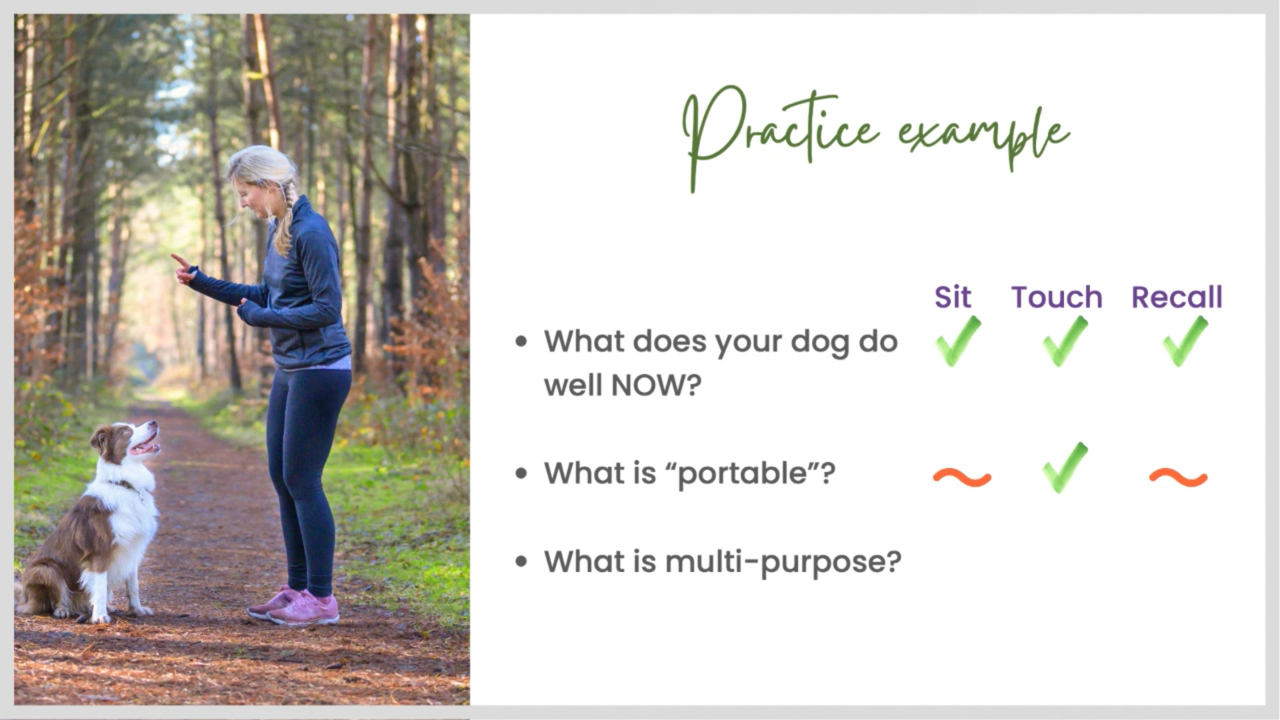 Practice example
Sit Touch Recall
• What does your dog do
well NOW?
• What is “portable”?
• What is multi-purpose?